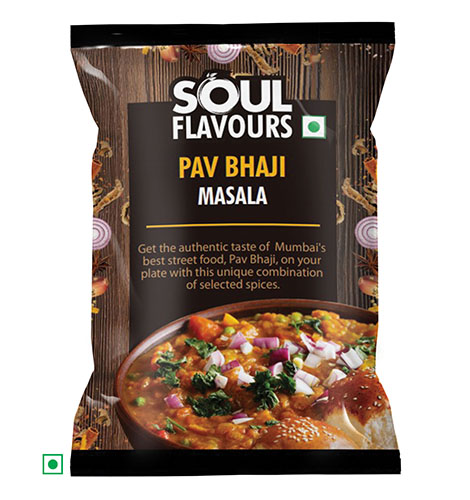 SOUL
FLAVOURS
PAV BHAJI
MASALA
Get the authentic taste of Mumbai's
best street food, Pav Bhaji, on your
plate with this unique combination
of selected spices.